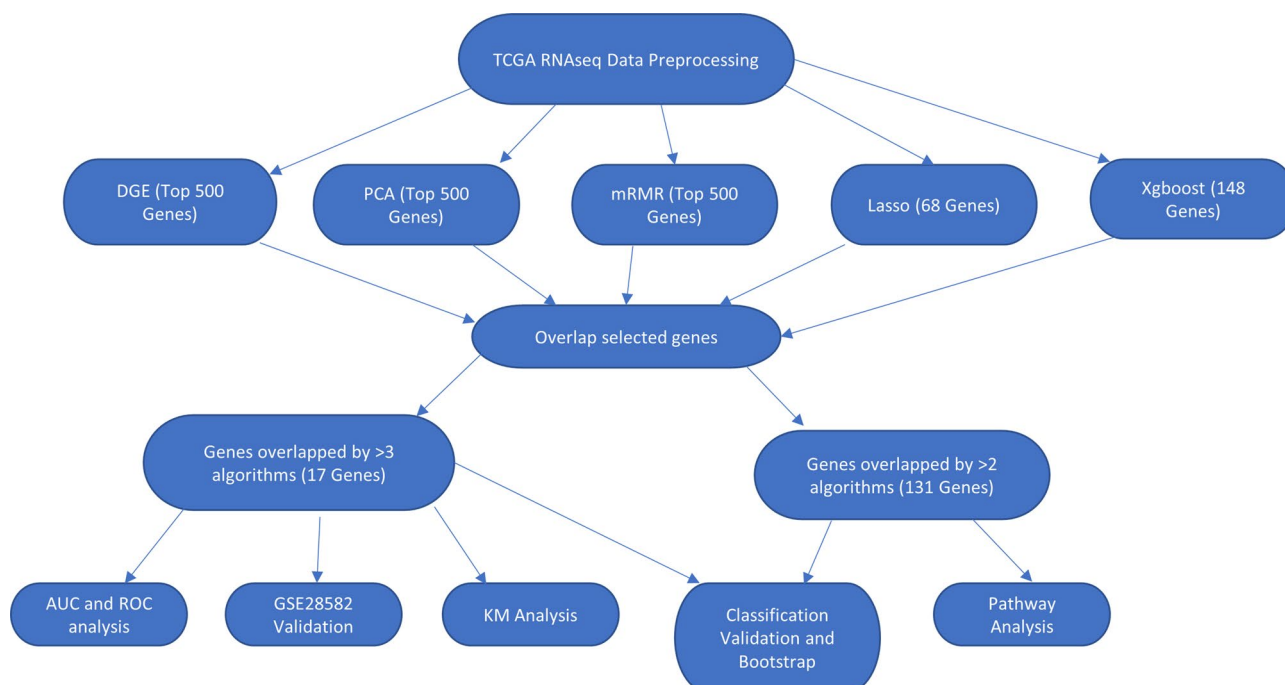 TCGA RNAseq Data Preprocessing
DGE (Top 500
Genes)
PCA (Top 500
Genes)
mRMR (Top 500
Genes)
Lasso (68 Genes)
Xgboost (148
Genes)
Overlap selected genes
Genes overlapped by >3
algorithms (17 Genes)
Genes overlapped by >2
algorithms (131 Genes)
AUC and ROC
analysis
GSE28582
Validation
KM Analysis
Classification
Validation and
Bootstrap
Pathway
Analysis